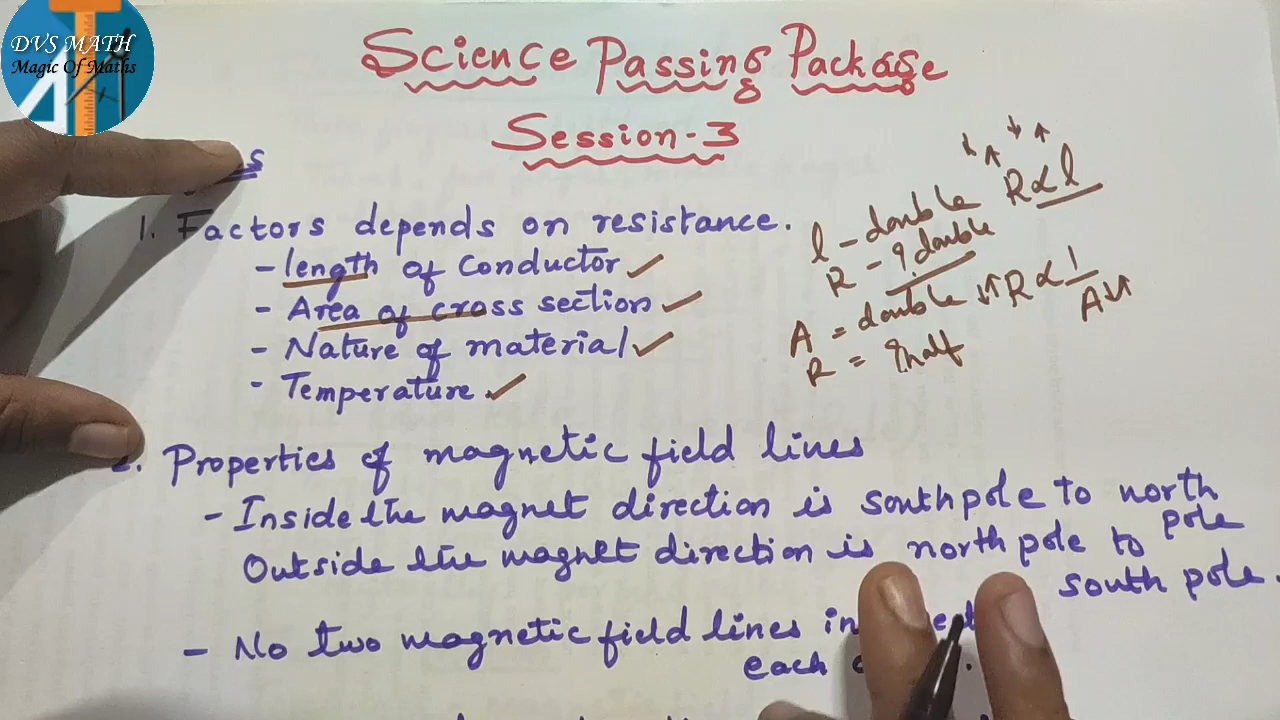 DVS MATH
Magic Of Maths
Science Passing Package
Session-3
1. Factors depends on resistance.
- length of conductor ✓
- Area of cross section ✓
- Nature of material ✓
- Temperature ✓
R ∝ l
l - double
R - ? double
A = double R ∝ 1/A
R = ? half
2. Properties of magnetic field lines
- Inside the magnet direction is south pole to north pole
Outside the magnet direction is north pole to
south pole.
- No two magnetic field lines
each